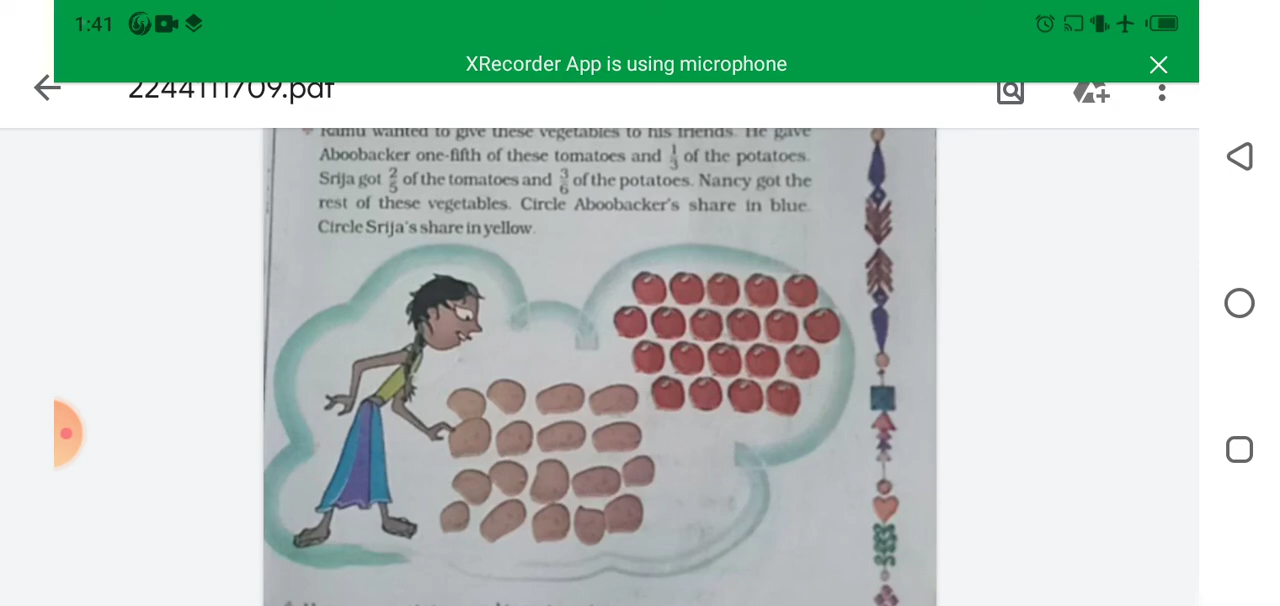 1:41
XRecorder App is using microphone
2244111709.pdf
Ramu wanted to give these vegetables to his friends. He gave
Aboobacker one-fifth of these tomatoes and 1/3 of the potatoes.
Srija got 2/5 of the tomatoes and 3/6 of the potatoes. Nancy got the
rest of these vegetables. Circle Aboobacker's share in blue.
Circle Srija's share in yellow.